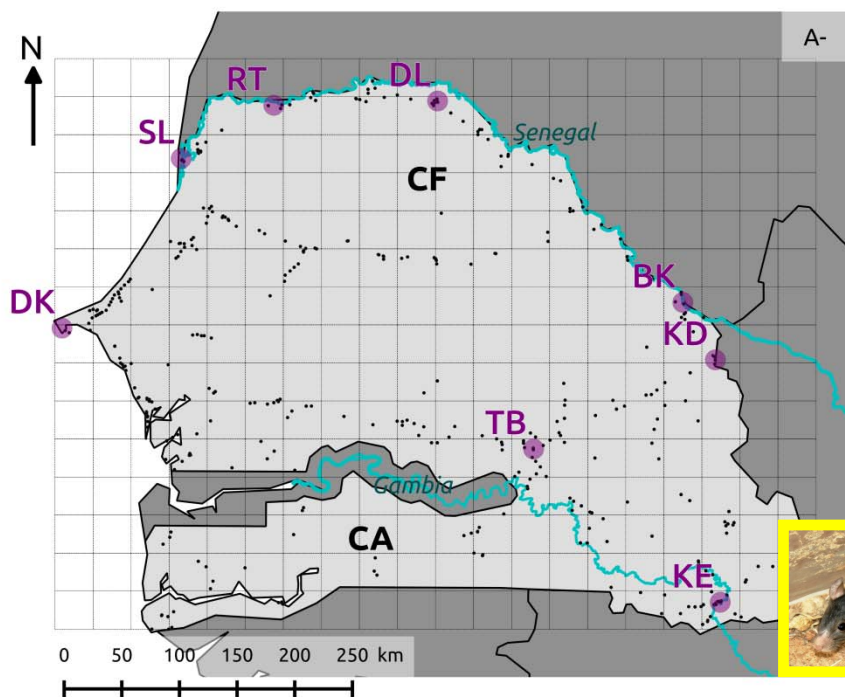 A-
N
RT
DL
SL
Senegal
CF
BK
DK
KD
TB
Gambia
CA
KE
0 50 100 150 200 250 km